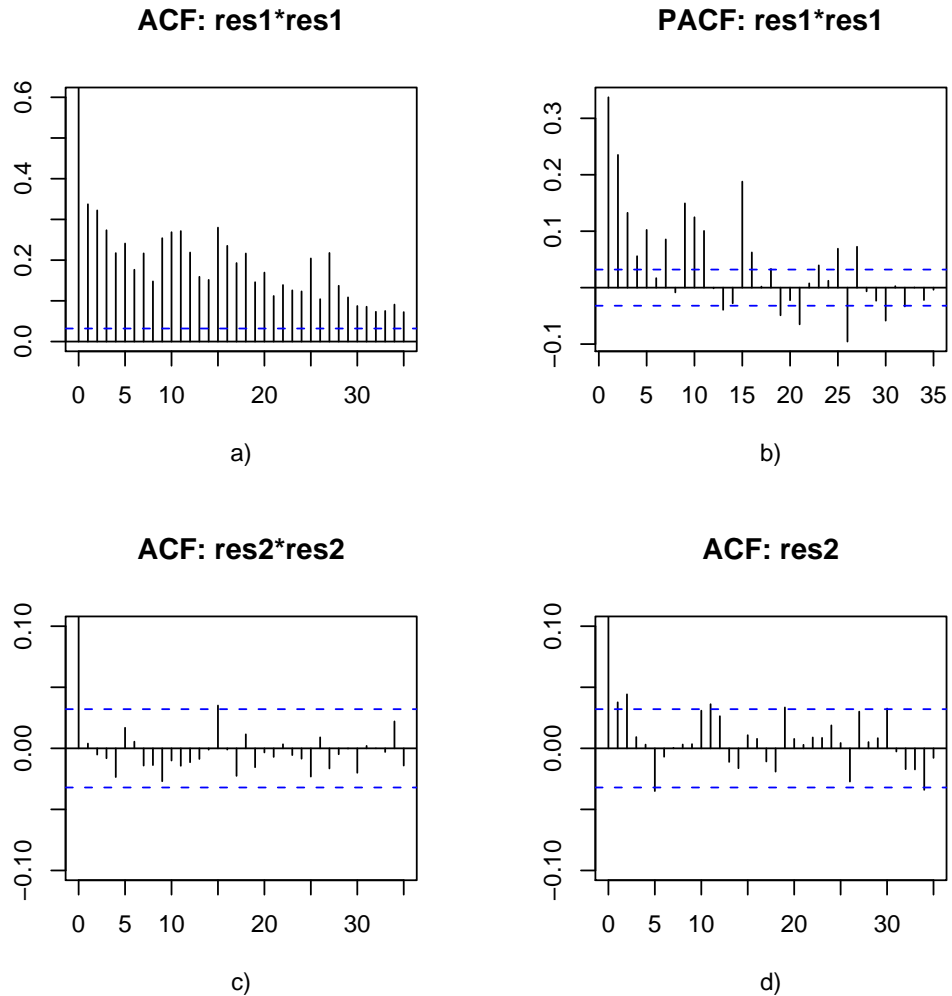 ACF: res1*res1
0.6
0.4
0.2
0.0
0 5 10 20 30
a)
PACF: res1*res1
0.3
0.2
0.1
−0.1
0 5 10 15 20 25 30 35
b)
ACF: res2*res2
0.10
0.00
−0.10
0 5 10 20 30
c)
ACF: res2
0.10
0.00
−0.10
0 5 10 20 30
d)